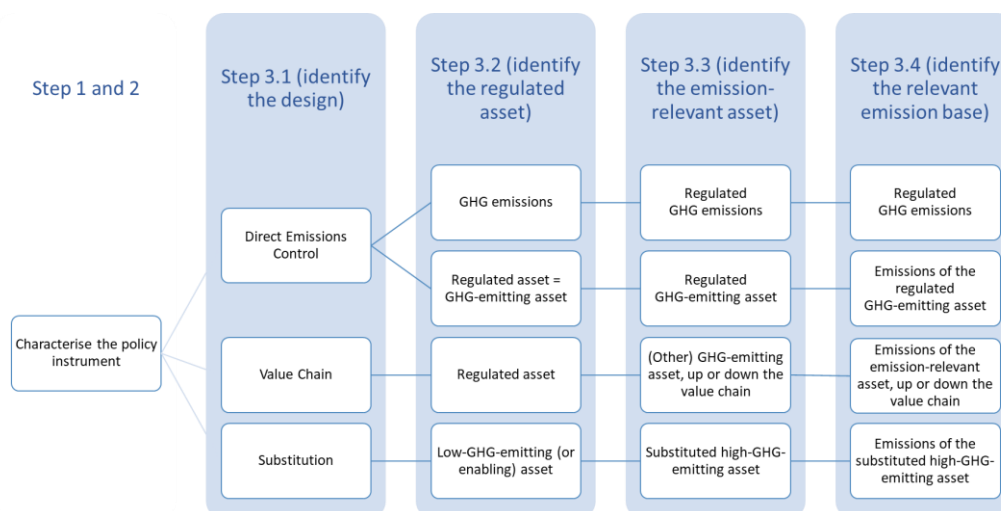 Step 1 and 2
Step 3.1 (identify
the design)
Step 3.2 (identify
the regulated
asset)
Step 3.3 (identify
the emission-
relevant asset)
Step 3.4 (identify
the relevant
emission base)
Characterise the policy
instrument
Direct Emissions
Control
GHG emissions
Regulated
GHG emissions
Regulated
GHG emissions
Regulated asset =
GHG-emitting asset
Regulated
GHG-emitting asset
Emissions of the
regulated
GHG-emitting asset
Value Chain
Regulated asset
(Other) GHG-emitting
asset, up or down the
value chain
Emissions of the
emission-relevant
asset, up or down
the value chain
Substitution
Low-GHG-emitting (or
enabling) asset
Substituted high-GHG-
emitting asset
Emissions of the
substituted high-GHG-
emitting asset